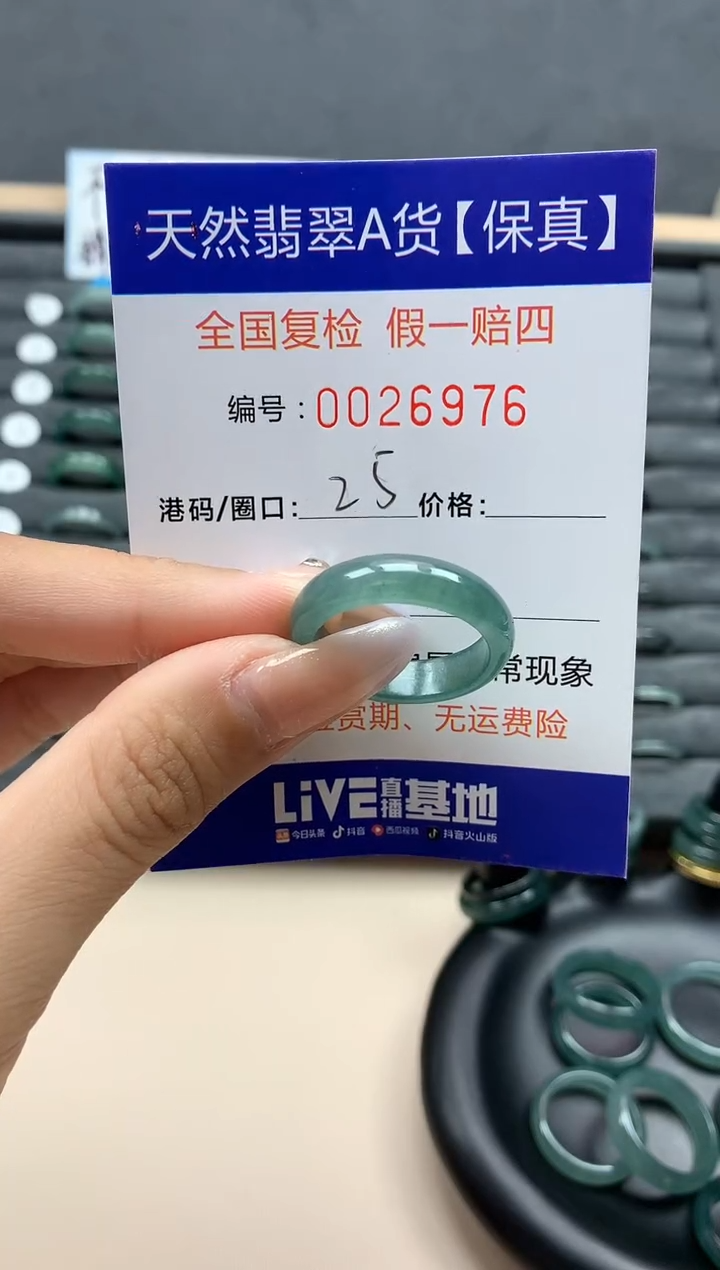 天然翡翠A货【保真】
全国复检 假一赔四
编号：0026976
港码/圈口：25 价格：
常现象
赏期、无运费险
LiVE直播基地
今日头条 抖音 西瓜视频 抖音火山版